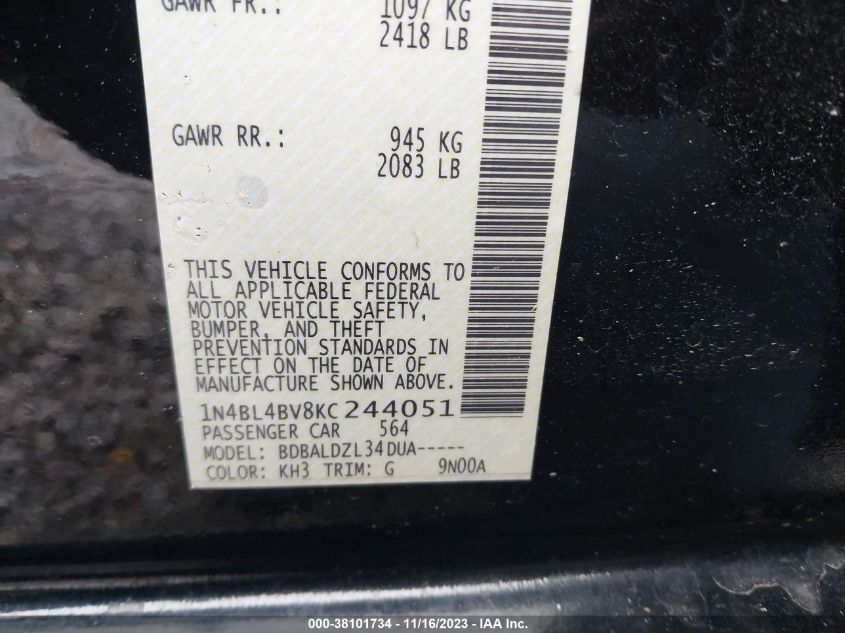 GAWR FR.: 1097 KG
2418 LB
GAWR RR.: 945 KG
2083 LB
THIS VEHICLE CONFORMS TO
ALL APPLICABLE FEDERAL
MOTOR VEHICLE SAFETY,
BUMPER, AND THEFT
PREVENTION STANDARDS IN
EFFECT ON THE DATE OF
MANUFACTURE SHOWN ABOVE.
1N4BL4BV8KC244051
PASSENGER CAR 564
MODEL: BDBALDZL34DUA-----
COLOR: KH3 TRIM: G 9N00A
000-38101734 - 11/16/2023 - IAA Inc.